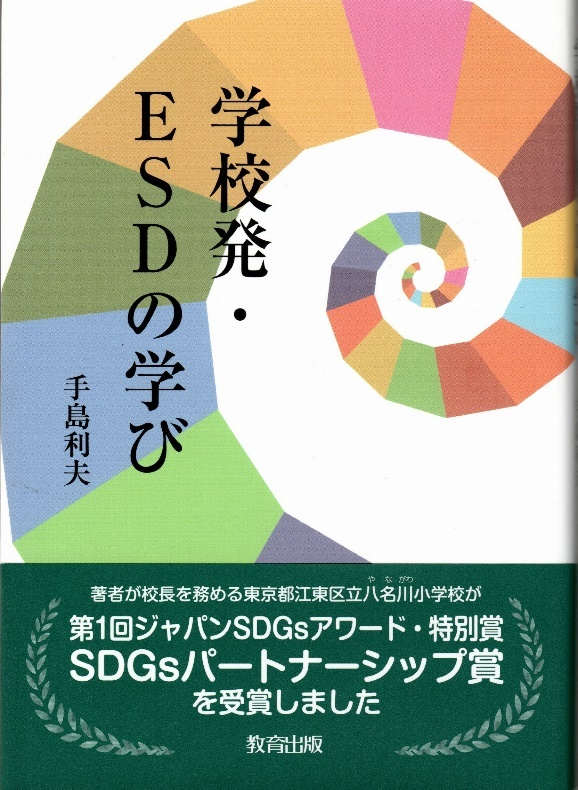 学校発・
ESDの学び
手島利夫
やながわ
著者が校長を務める東京都江東区立八名川小学校が
第1回ジャパンSDGsアワード・特別賞
SDGsパートナーシップ賞
を受賞しました
教育出版